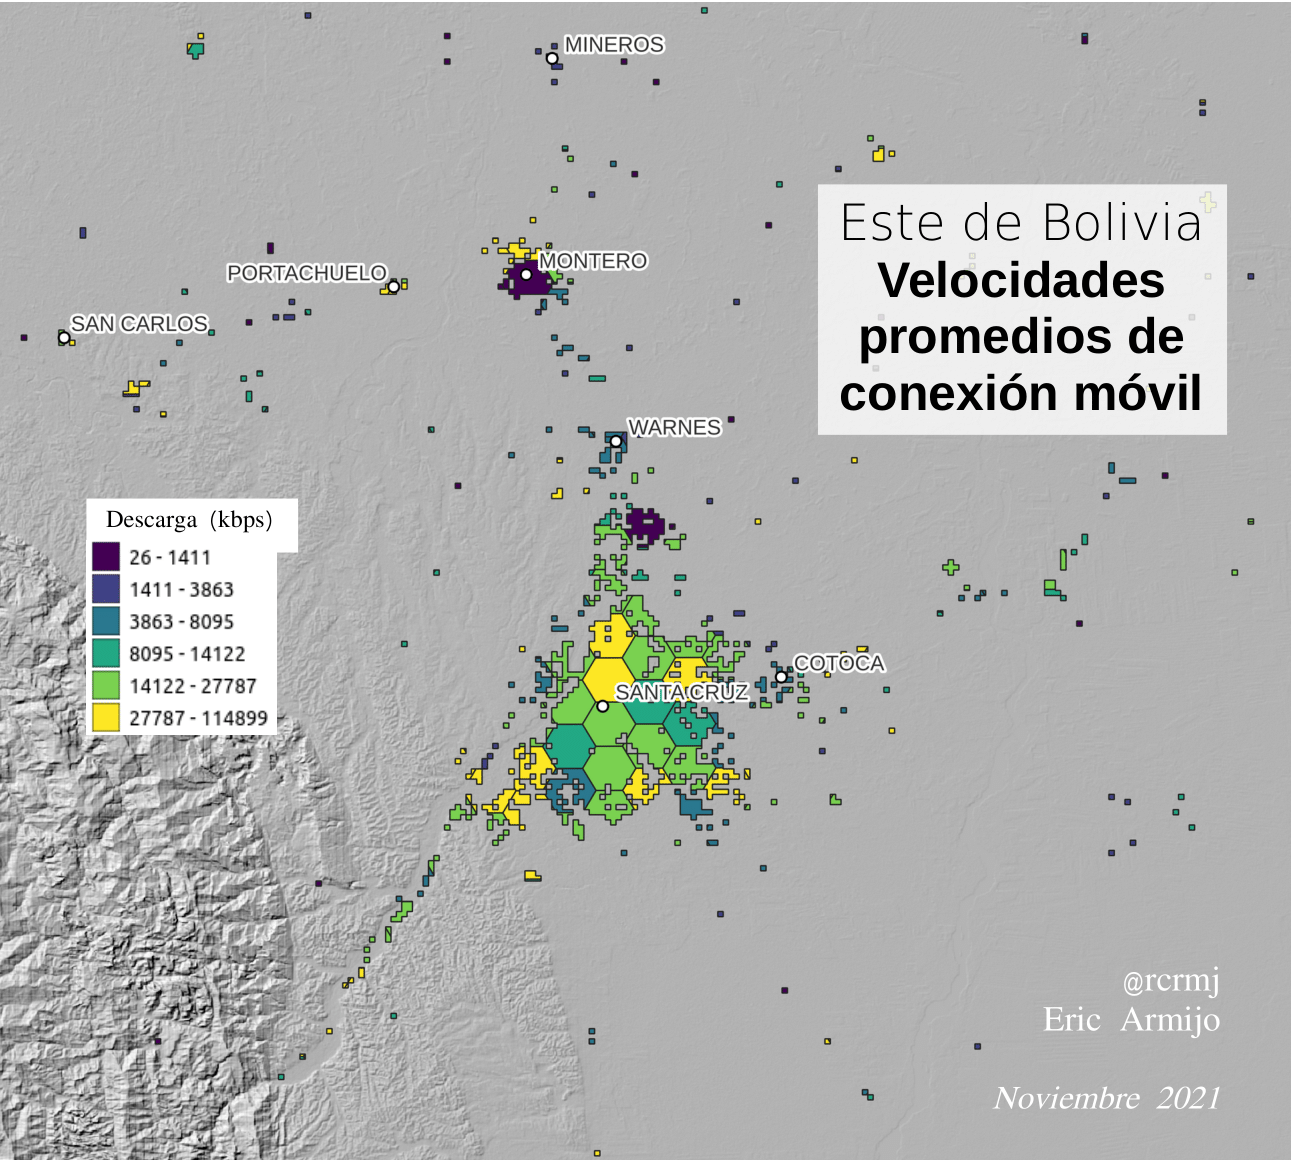 MINEROS
Este de Bolivia
Velocidades
promedios de
conexión móvil
MONTERO
PORTACHUELO
SAN CARLOS
WARNES
Descarga (kbps)
26 - 1411
1411 - 3863
3863 - 8095
8095 - 14122
14122 - 27787
27787 - 114899
COTOCA
SANTA CRUZ
@rcrmj
Eric Armijo
Noviembre 2021